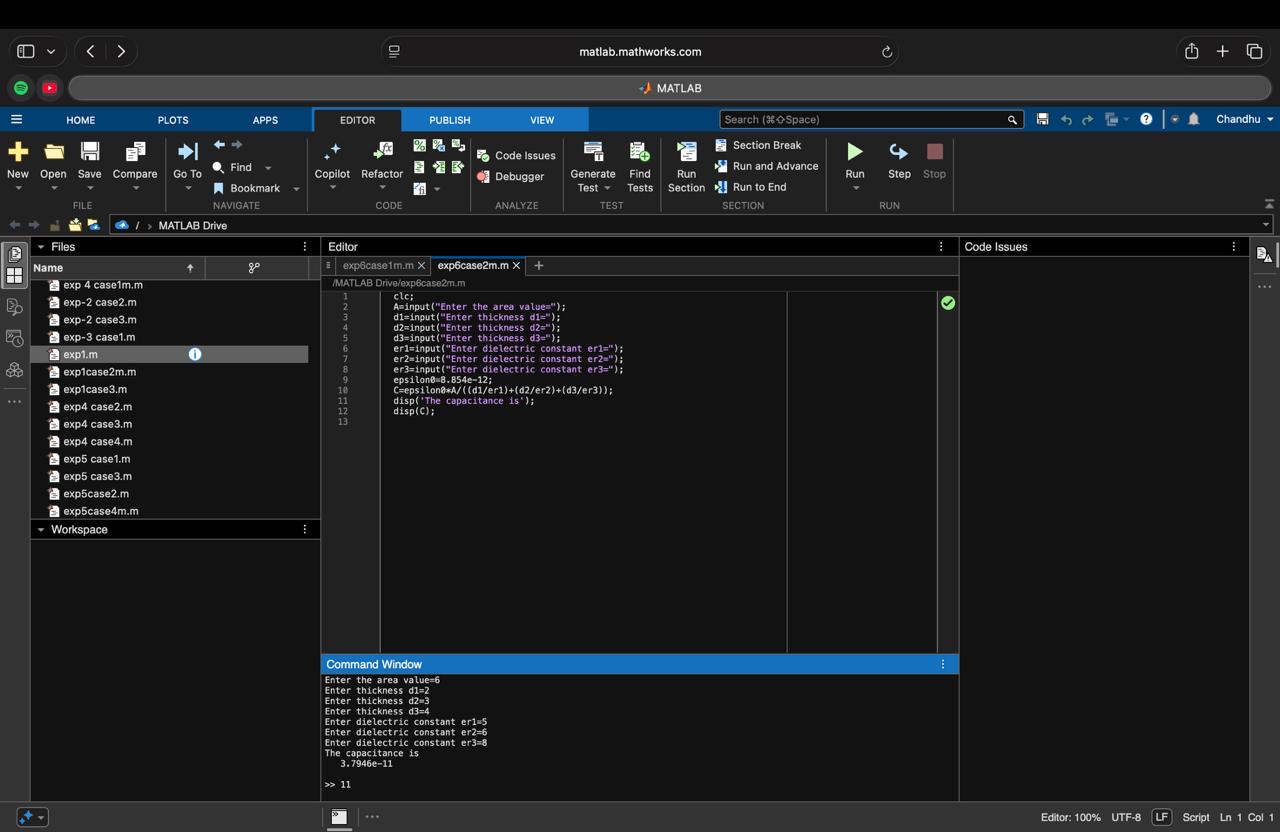 matlab.mathworks.com
MATLAB
HOME PLOTS APPS EDITOR PUBLISH VIEW Search (⌘⇧Space) Chandhu
New Open Save Compare Go To Find Bookmark Copilot Refactor Code Issues Debugger Generate Test Find Tests Run Section Section Break Run and Advance Run to End Run Step Stop
FILE NAVIGATE CODE ANALYZE TEST SECTION RUN
/ › MATLAB Drive
Files
Name
exp 4 case1m.m
exp-2 case2.m
exp-2 case3.m
exp-3 case1.m
exp1.m
exp1case2m.m
exp1case3.m
exp4 case2.m
exp4 case3.m
exp4 case4.m
exp5 case1.m
exp5 case3.m
exp5case2.m
exp5case4m.m
Workspace
Editor
exp6case1m.m exp6case2m.m
/MATLAB Drive/exp6case2m.m
1 clc;
2 A=input("Enter the area value=");
3 d1=input("Enter thickness d1=");
4 d2=input("Enter thickness d2=");
5 d3=input("Enter thickness d3=");
6 er1=input("Enter dielectric constant er1=");
7 er2=input("Enter dielectric constant er2=");
8 er3=input("Enter dielectric constant er3=");
9 epsilon0=8.854e-12;
10 C=epsilon0*A/((d1/er1)+(d2/er2)+(d3/er3));
11 disp('The capacitance is');
12 disp(C);
13
Command Window
Enter the area value=6
Enter thickness d1=2
Enter thickness d2=3
Enter thickness d3=4
Enter dielectric constant er1=5
Enter dielectric constant er2=6
Enter dielectric constant er3=8
The capacitance is
3.7946e-11
>> 11
Code Issues
Editor: 100% UTF-8 LF Script Ln 1 Col 1